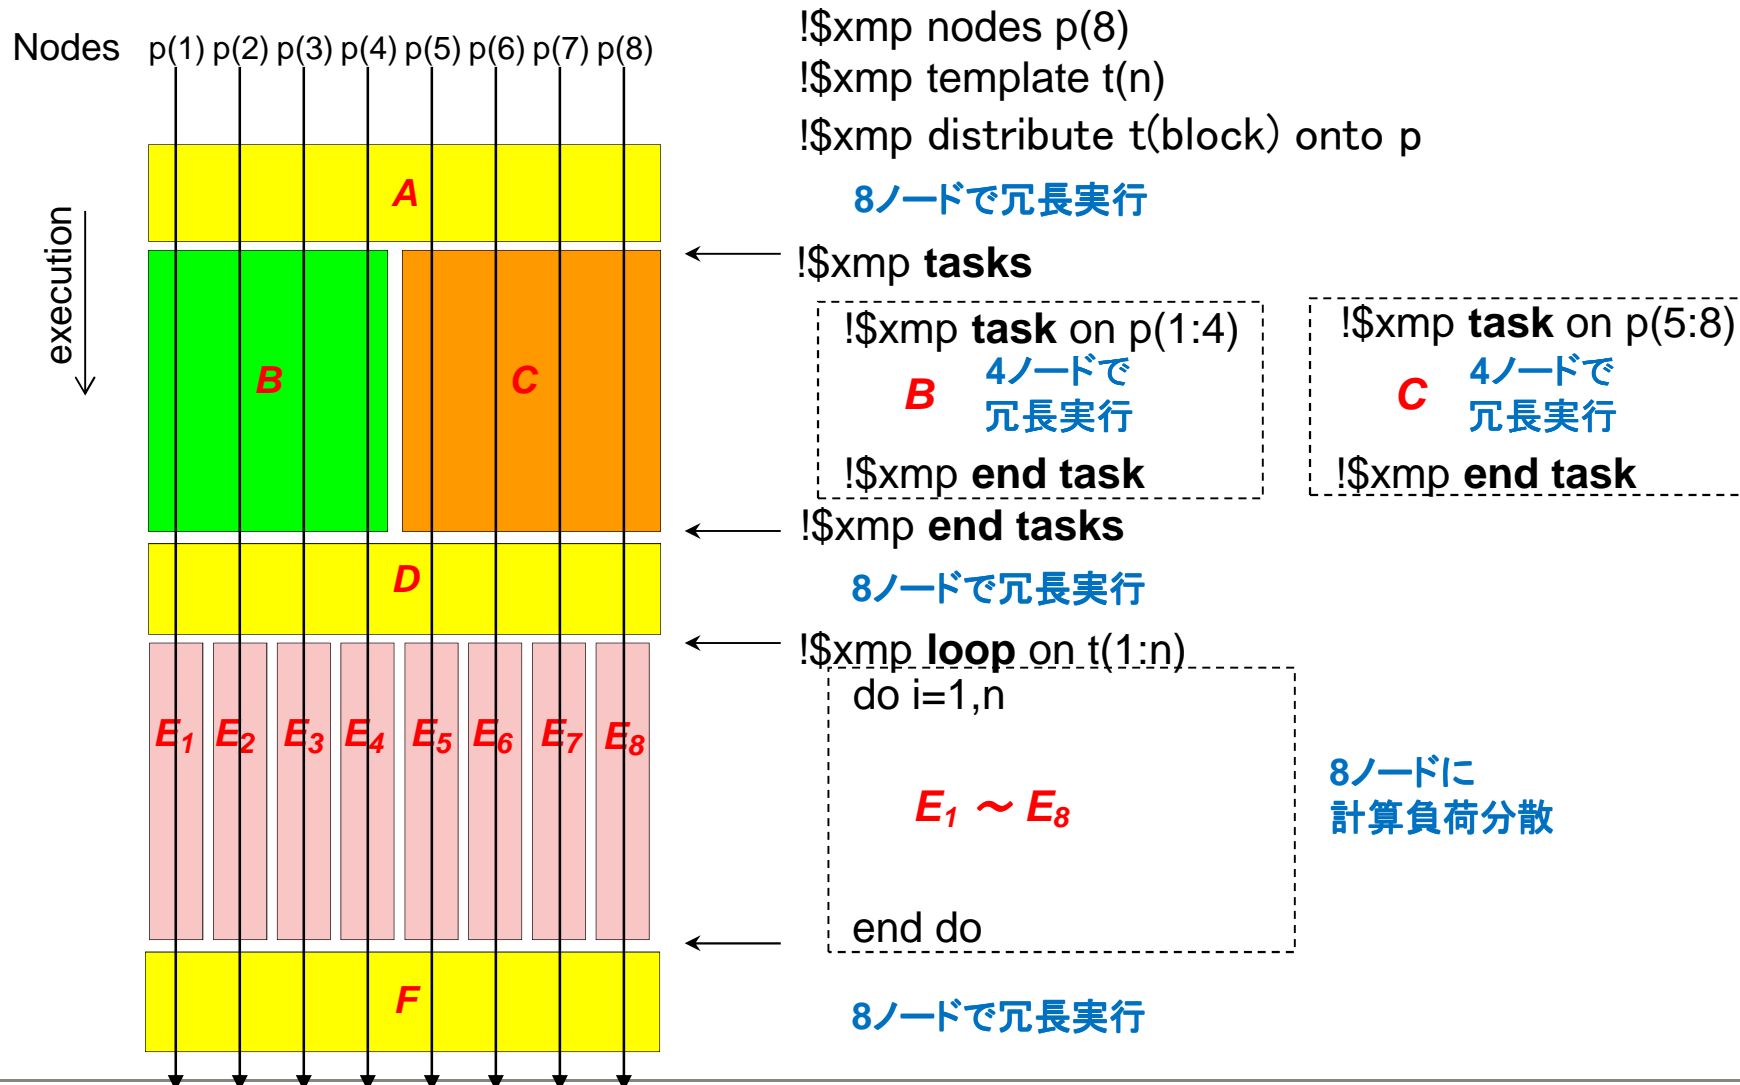 Nodes p(1) p(2) p(3) p(4) p(5) p(6) p(7) p(8)
execution
A
B
C
D
E1 E2 E3 E4 E5 E6 E7 E8
F
!$xmp nodes p(8)
!$xmp template t(n)
!$xmp distribute t(block) onto p
8ノードで冗長実行
!$xmp tasks
!$xmp task on p(1:4)
B
4ノードで
冗長実行
!$xmp end task
!$xmp task on p(5:8)
C
4ノードで
冗長実行
!$xmp end task
!$xmp end tasks
8ノードで冗長実行
!$xmp loop on t(1:n)
do i=1,n
E1 ～ E8
end do
8ノードに
計算負荷分散
8ノードで冗長実行